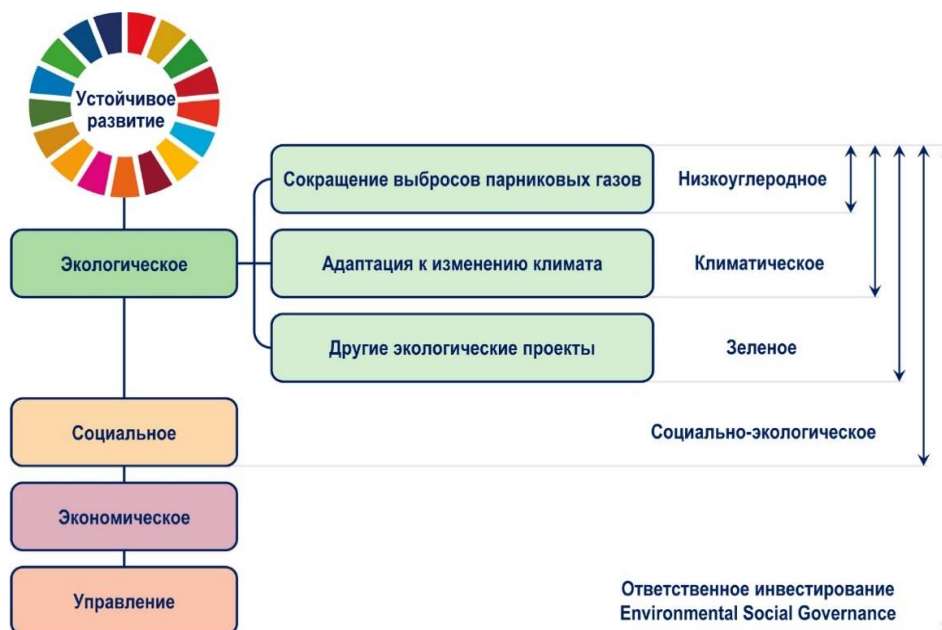 Устойчивое
развитие
Сокращение выбросов парниковых газов
Низкоуглеродное
Экологическое
Адаптация к изменению климата
Климатическое
Другие экологические проекты
Зеленое
Социальное
Социально-экологическое
Экономическое
Управление
Ответственное инвестирование
Environmental Social Governance